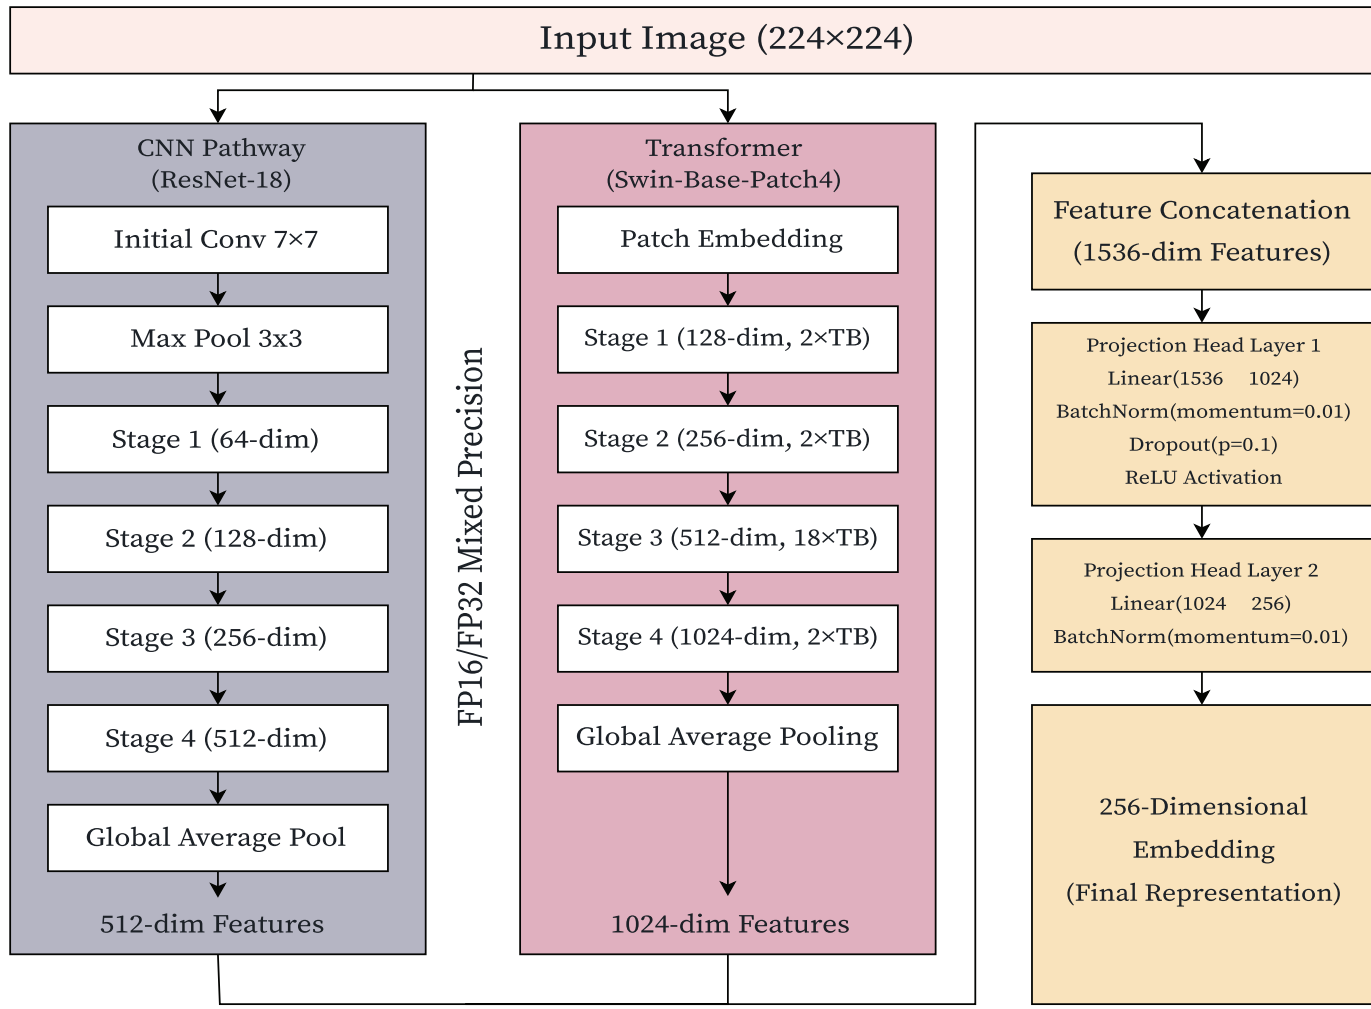 Input Image (224×224)
CNN Pathway
(ResNet-18)
Initial Conv 7×7
Max Pool 3x3
Stage 1 (64-dim)
Stage 2 (128-dim)
Stage 3 (256-dim)
Stage 4 (512-dim)
Global Average Pool
512-dim Features
FP16/FP32 Mixed Precision
Transformer
(Swin-Base-Patch4)
Patch Embedding
Stage 1 (128-dim, 2×TB)
Stage 2 (256-dim, 2×TB)
Stage 3 (512-dim, 18×TB)
Stage 4 (1024-dim, 2×TB)
Global Average Pooling
1024-dim Features
Feature Concatenation
(1536-dim Features)
Projection Head Layer 1
Linear(1536 1024)
BatchNorm(momentum=0.01)
Dropout(p=0.1)
ReLU Activation
Projection Head Layer 2
Linear(1024 256)
BatchNorm(momentum=0.01)
256-Dimensional
Embedding
(Final Representation)